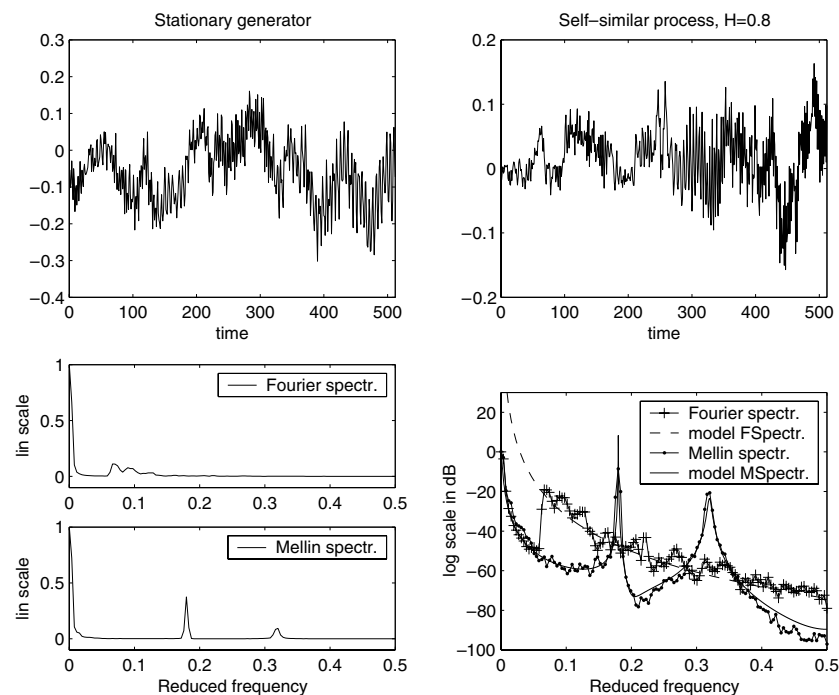 Stationary generator
0.3
0.2
0.1
0
−0.1
−0.2
−0.3
−0.4
0 100 200 300 400 500
time
Self−similar process, H=0.8
0.2
0.1
0
−0.1
−0.2
0 100 200 300 400 500
time
lin scale
1
0.5
0
Fourier spectr.
0 0.1 0.2 0.3 0.4 0.5
lin scale
1
0.5
0
Mellin spectr.
0 0.1 0.2 0.3 0.4 0.5
Reduced frequency
log scale in dB
20
0
−20
−40
−60
−80
−100
Fourier spectr.
model FSpectr.
Mellin spectr.
model MSpectr.
0 0.1 0.2 0.3 0.4 0.5
Reduced frequency